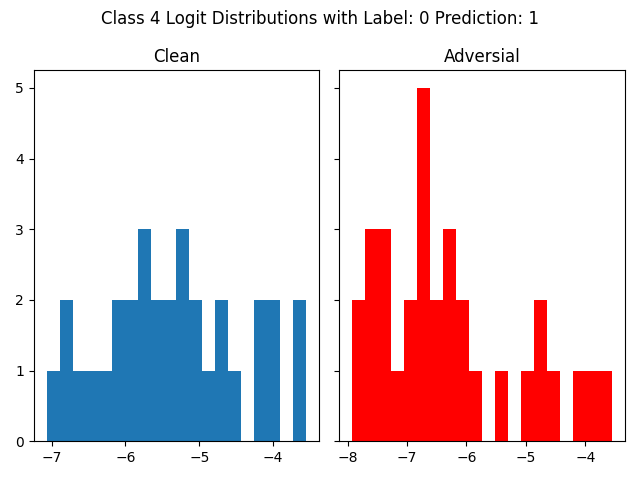 Class 4 Logit Distributions with Label: 0 Prediction: 1
Clean
Adversial
5
4
3
2
1
0
−7 −6 −5 −4
−8 −7 −6 −5 −4